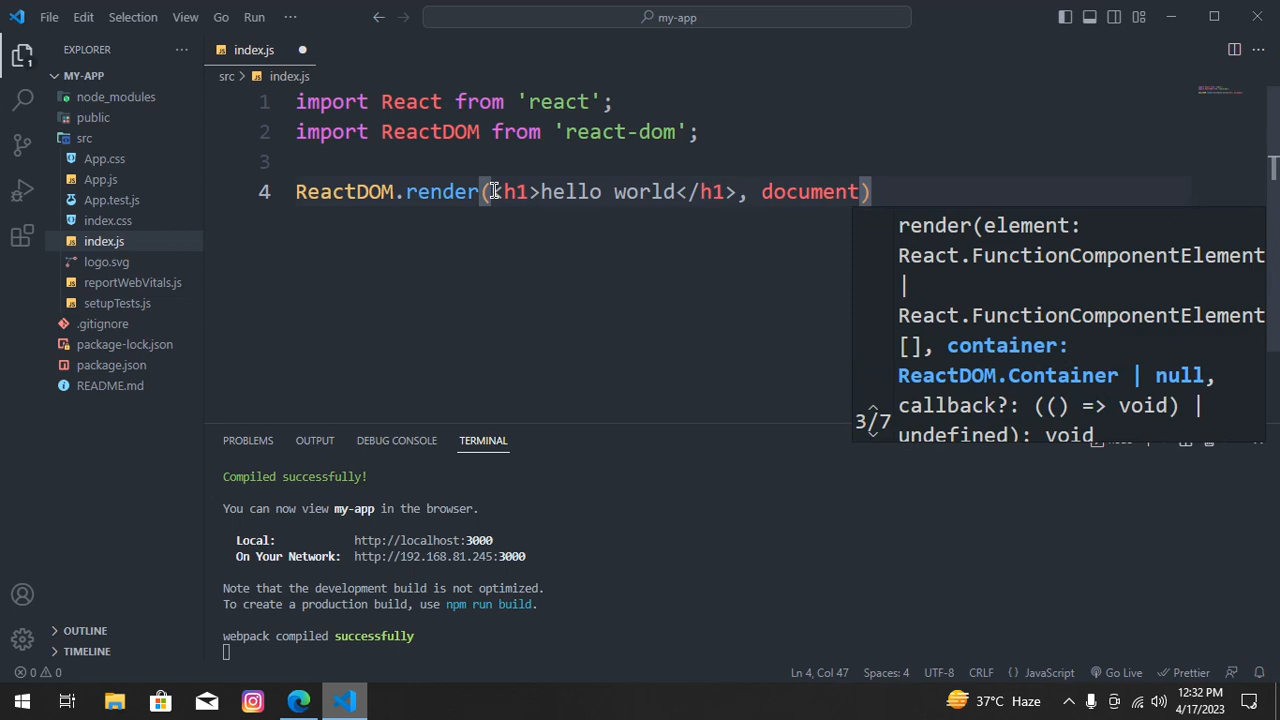 File Edit Selection View Go Run ··· my-app
EXPLORER ··· index.js
1
MY-APP
src > index.js
node_modules
public
src
App.css
App.js
App.test.js
index.css
index.js
logo.svg
reportWebVitals.js
setupTests.js
.gitignore
package-lock.json
package.json
README.md
1 import React from 'react';
2 import ReactDOM from 'react-dom';
3
4 ReactDOM.render(<h1>hello world</h1>, document)
render(element:
React.FunctionComponentElement
|
React.FunctionComponentElement
[], container:
ReactDOM.Container | null,
callback?: (() => void) |
undefined): void
3/7
PROBLEMS OUTPUT DEBUG CONSOLE TERMINAL
Compiled successfully!
You can now view my-app in the browser.
Local: http://localhost:3000
On Your Network: http://192.168.81.245:3000
Note that the development build is not optimized.
To create a production build, use npm run build.
webpack compiled successfully
OUTLINE
TIMELINE
0 0 Ln 4, Col 47 Spaces: 4 UTF-8 CRLF { } JavaScript Go Live Prettier
37°C Haze 12:32 PM
4/17/2023